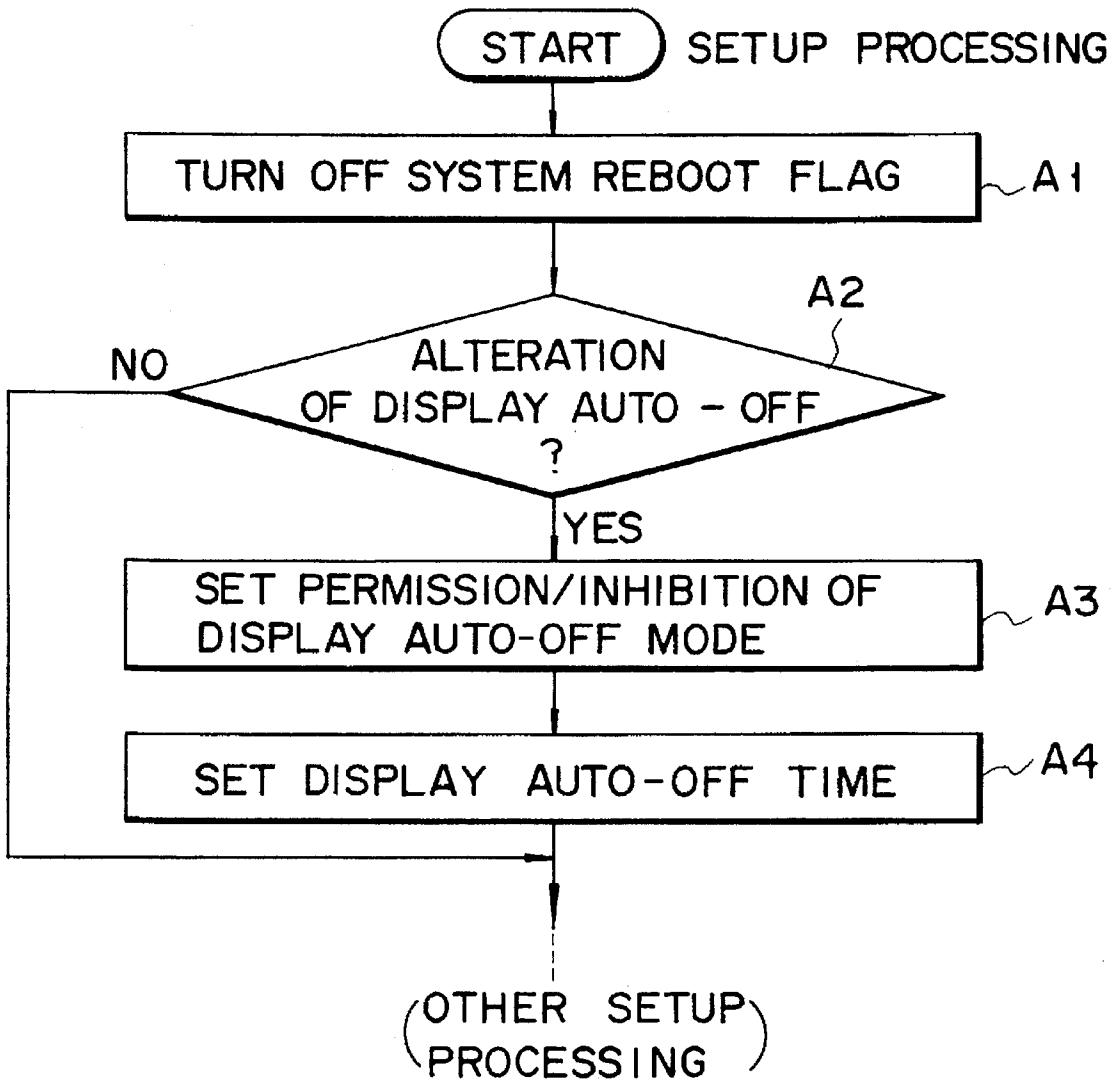 START SETUP PROCESSING
TURN OFF SYSTEM REBOOT FLAG
A1
A2
NO
ALTERATION
OF DISPLAY AUTO - OFF
?
YES
SET PERMISSION/INHIBITION OF
DISPLAY AUTO-OFF MODE
A3
SET DISPLAY AUTO-OFF TIME
A4
(OTHER SETUP
PROCESSING)